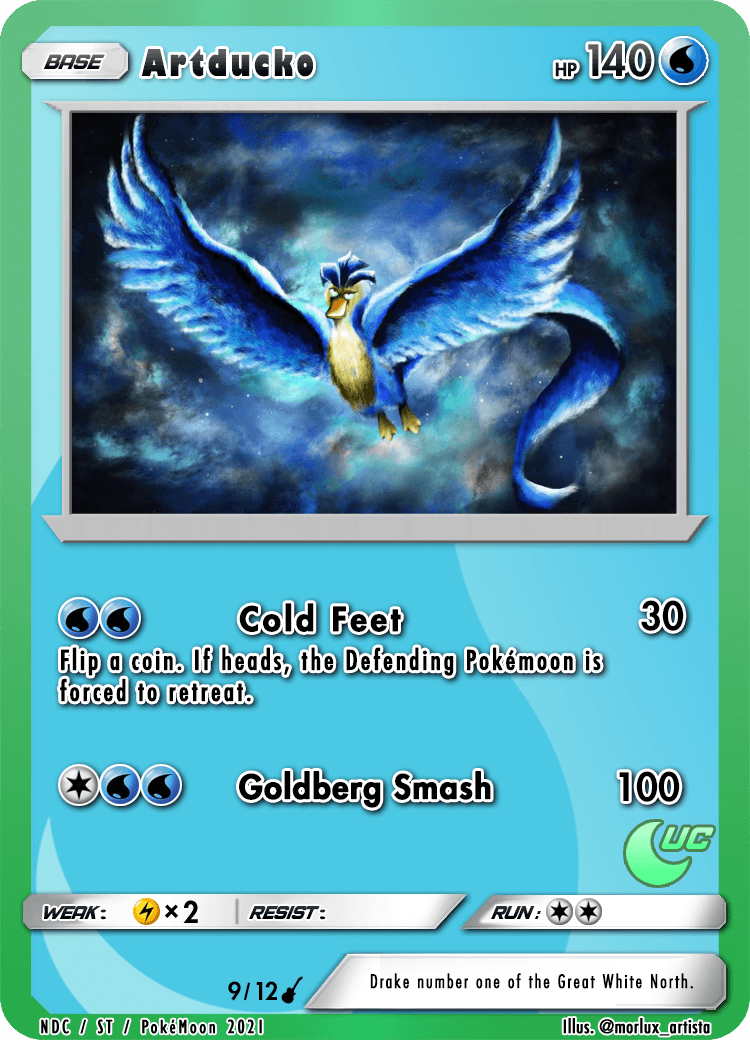 BASE Artducko HP 140
Cold Feet 30
Flip a coin. If heads, the Defending Pokémoon is
forced to retreat.
Goldberg Smash 100
UC
WEAK: ×2 RESIST: RUN:
9/12 Drake number one of the Great White North.
NDC / ST / PokéMoon 2021 Illus. @morlux_artista